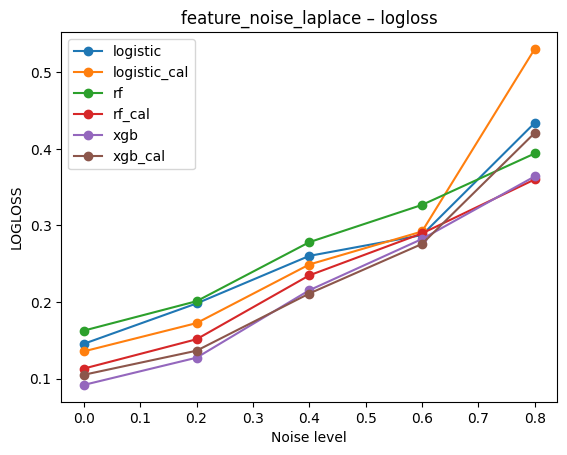 feature_noise_laplace – logloss
logistic
logistic_cal
rf
rf_cal
xgb
xgb_cal
LOGLOSS
0.5
0.4
0.3
0.2
0.1
0.0 0.1 0.2 0.3 0.4 0.5 0.6 0.7 0.8
Noise level